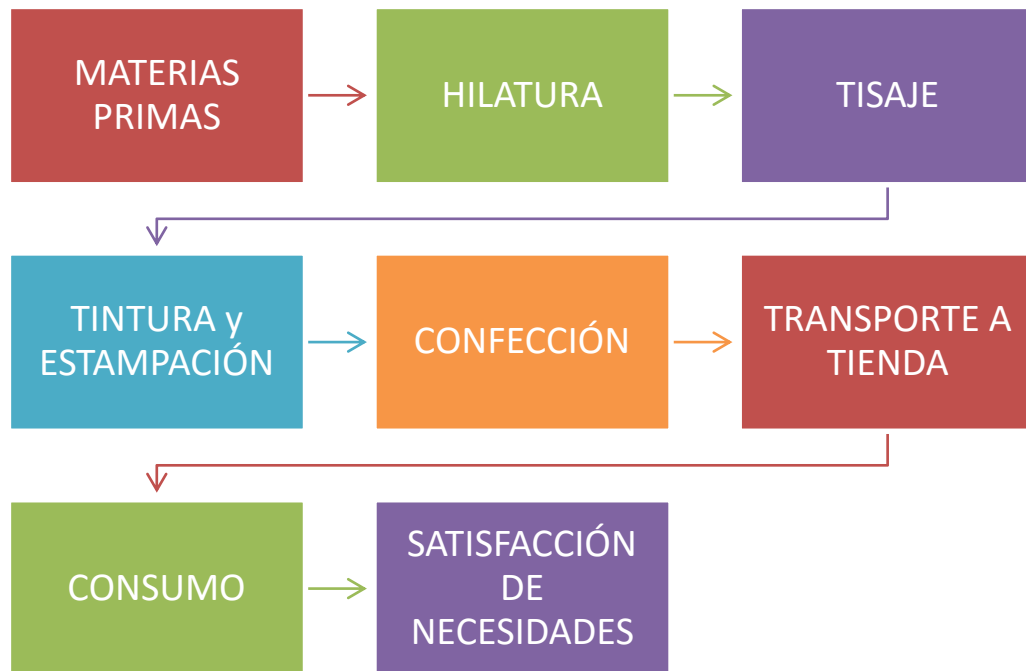 MATERIAS
PRIMAS
HILATURA
TISAJE
TINTURA y
ESTAMPACIÓN
CONFECCIÓN
TRANSPORTE A
TIENDA
CONSUMO
SATISFACCIÓN
DE
NECESIDADES